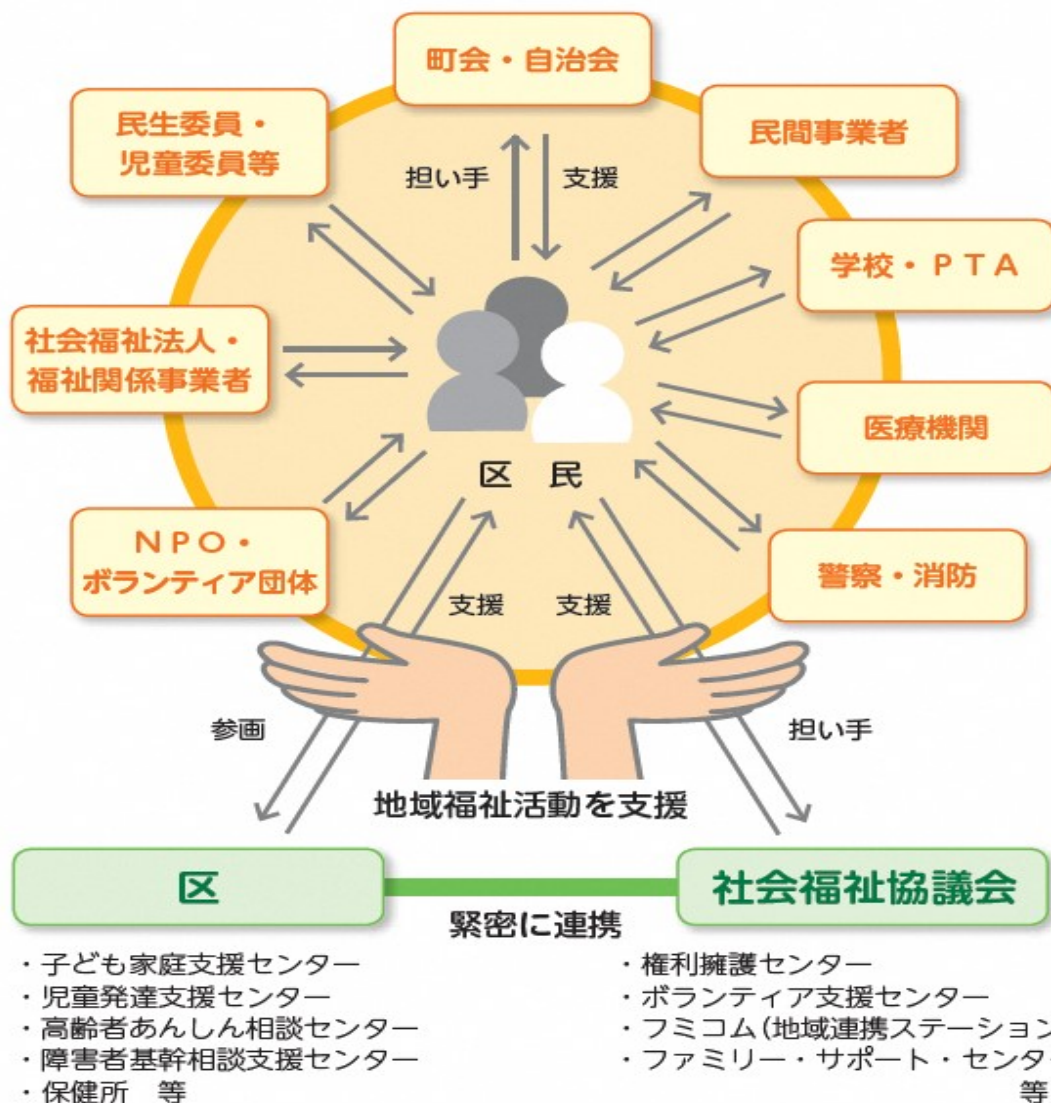 町会・自治会
民生委員・
児童委員等
民間事業者
担い手
支援
学校・ＰＴＡ
社会福祉法人・
福祉関係事業者
医療機関
区　民
ＮＰＯ・
ボランティア団体
警察・消防
支援
支援
参画
担い手
地域福祉活動を支援
区
社会福祉協議会
緊密に連携
・子ども家庭支援センター
・児童発達支援センター
・高齢者あんしん相談センター
・障害者基幹相談支援センター
・保健所　等
・権利擁護センター
・ボランティア支援センター
・フミコム(地域連携ステーション
・ファミリー・サポート・センター
等